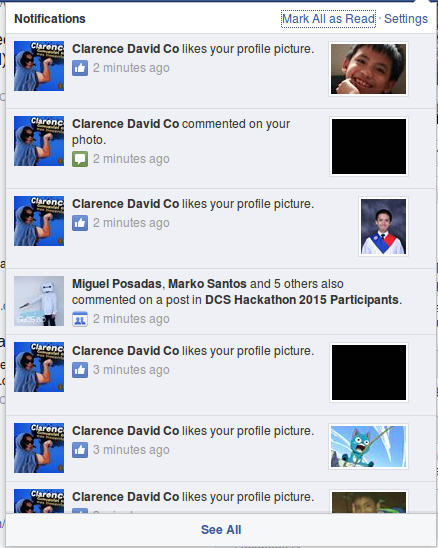 Notifications
Mark All as Read · Settings
Clarence David Co likes your profile picture.
2 minutes ago
Clarence David Co commented on your
photo.
2 minutes ago
Clarence David Co likes your profile picture.
2 minutes ago
Miguel Posadas, Marko Santos and 5 others also
commented on a post in DCS Hackathon 2015 Participants.
2 minutes ago
Clarence David Co likes your profile picture.
3 minutes ago
Clarence David Co likes your profile picture.
3 minutes ago
Clarence David Co likes your profile picture.
See All